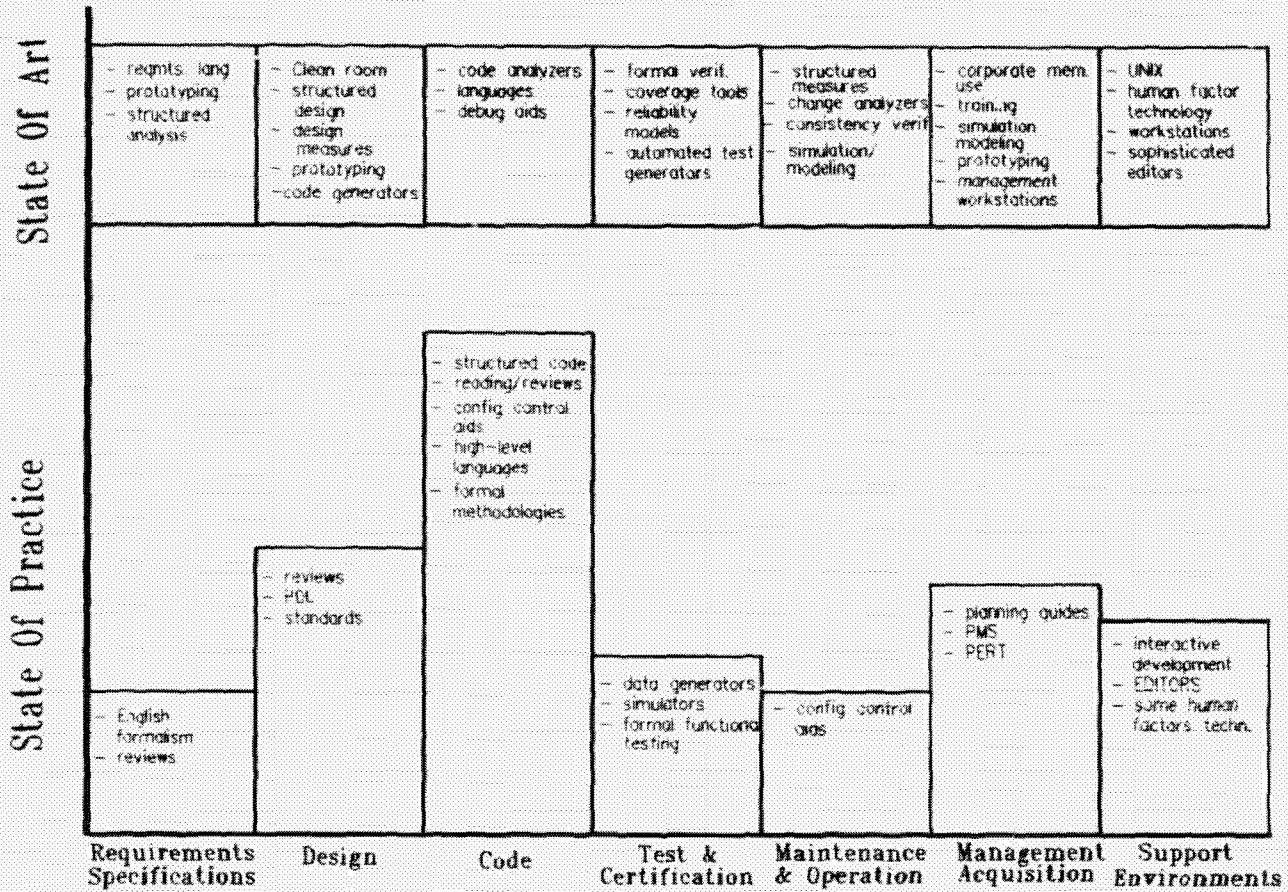 State Of Art
- reqmts. lang
- prototyping
- structured
analysis
- Clean room
- structured
design
- design
measures
- prototyping
-code generators
- code analyzers
- languages
- debug aids
- formal verif.
- coverage tools
- reliability
models
- automated test
generators
- structured
measures
- change analyzers
- consistency verif
- simulation/
modeling
- corporate mem.
use
- training
- simulation
modeling
- prototyping
- management
workstations
- UNIX
- human factor
technology
- workstations
- sophisticated
editors
State Of Practice
- English
formalism
- reviews
- reviews
- PDL
- standards
- structured code
- reading/reviews
- config control
aids
- high-level
languages
- formal
methodologies
- data generators
- simulators
- formal functional
testing
- config control
aids
- planning guides
- PMS
- PERT
- interactive
development
- EDITORS
- some human
factors techn.
Requirements
Specifications
Design
Code
Test &
Certification
Maintenance
& Operation
Management
Acquisition
Support
Environments